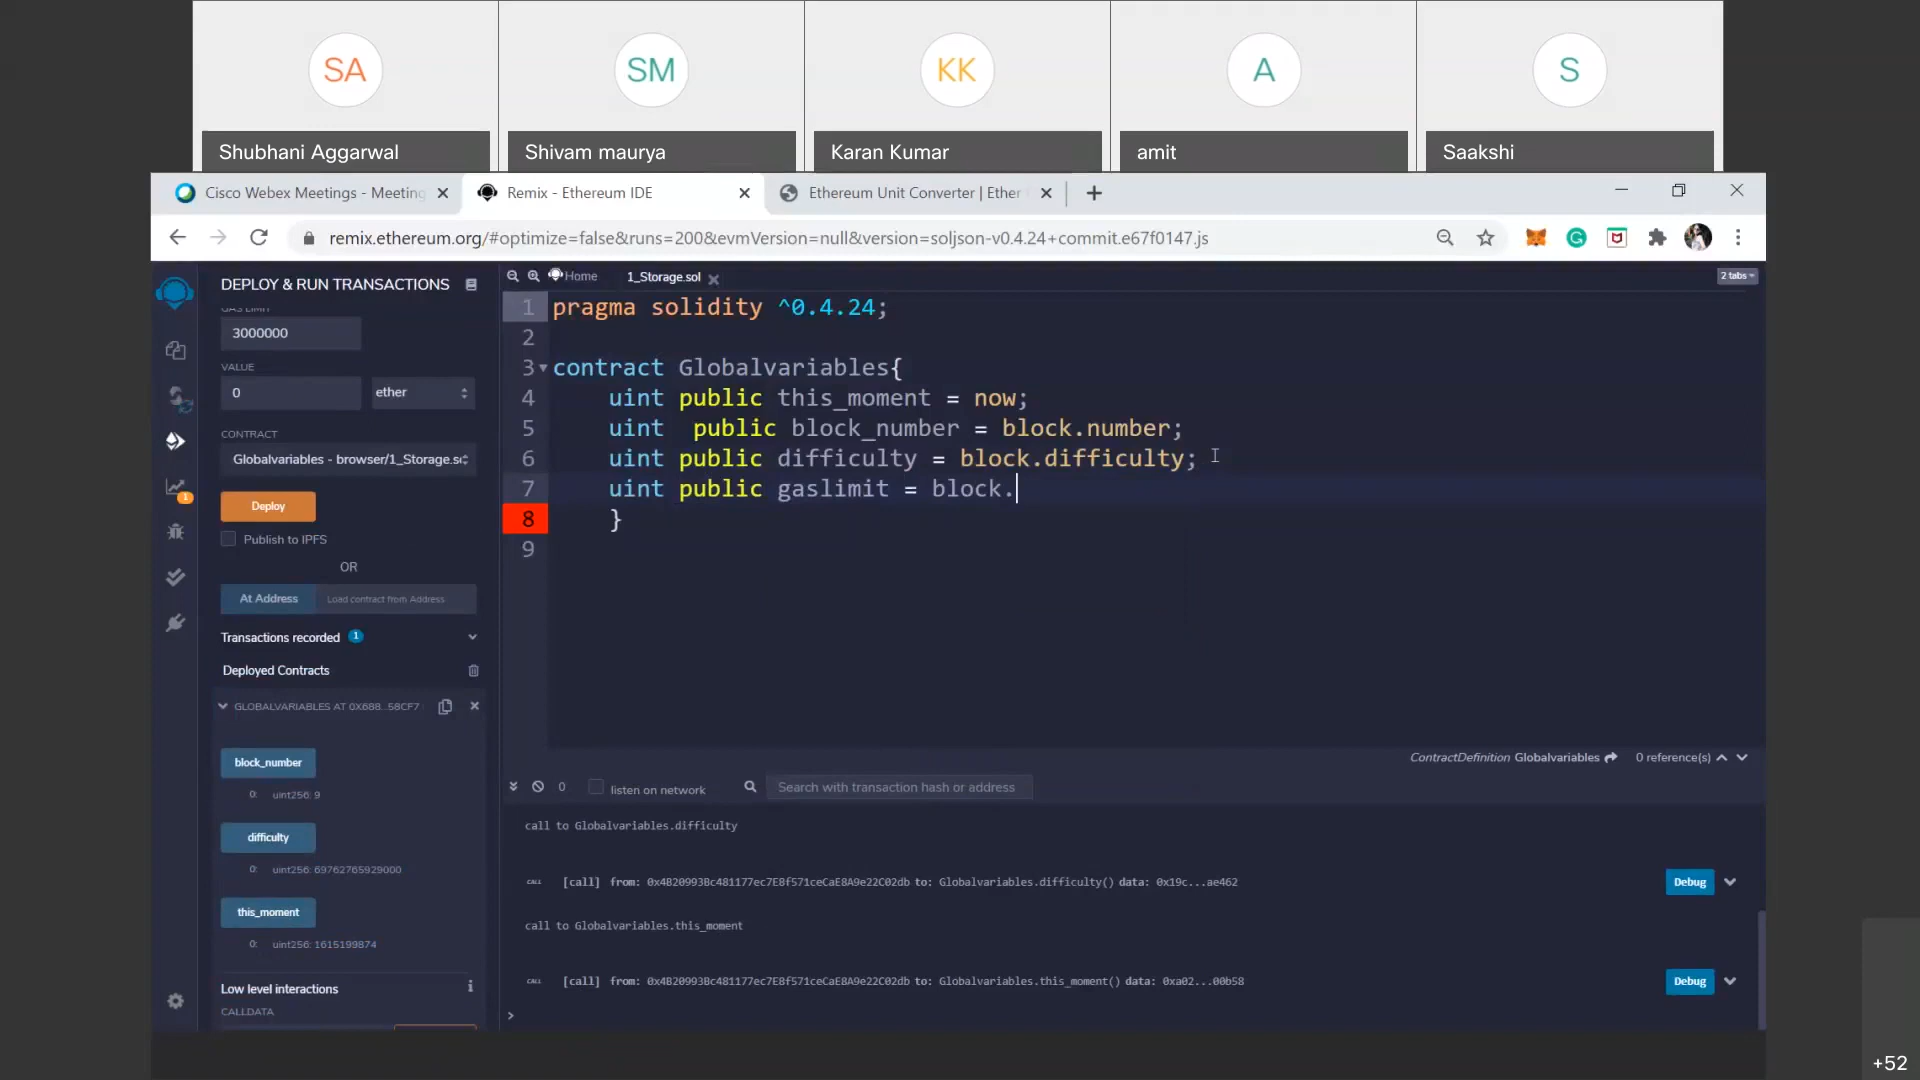 SA
SM
KK
A
S
Shubhani Aggarwal
Shivam maurya
Karan Kumar
amit
Saakshi
Cisco Webex Meetings - Meeting
Remix - Ethereum IDE
Ethereum Unit Converter | Ether
remix.ethereum.org/#optimize=false&runs=200&evmVersion=null&version=soljson-v0.4.24+commit.e67f0147.js
DEPLOY & RUN TRANSACTIONS
Home
1_Storage.sol
2 tabs
GAS LIMIT
3000000
VALUE
0
ether
CONTRACT
Globalvariables - browser/1_Storage.s
Deploy
Publish to IPFS
OR
At Address
Load contract from Address
Transactions recorded 1
Deployed Contracts
GLOBALVARIABLES AT 0X688...58CF7
block_number
0: uint256: 9
difficulty
0: uint256: 69762765929000
this_moment
0: uint256: 1615199874
Low level interactions
i
CALLDATA
1
1 pragma solidity ^0.4.24;
2
3 contract Globalvariables{
4 uint public this_moment = now;
5 uint  public block_number = block.number;
6 uint public difficulty = block.difficulty;
7 uint public gaslimit = block.
8 }
9
ContractDefinition Globalvariables
0 reference(s)
0
listen on network
Search with transaction hash or address
call to Globalvariables.difficulty
CALL [call] from: 0x4B20993Bc481177ec7E8f571ceCaE8A9e22C02db to: Globalvariables.difficulty() data: 0x19c...ae462
Debug
call to Globalvariables.this_moment
CALL [call] from: 0x4B20993Bc481177ec7E8f571ceCaE8A9e22C02db to: Globalvariables.this_moment() data: 0xa02...00b58
Debug
>
+52